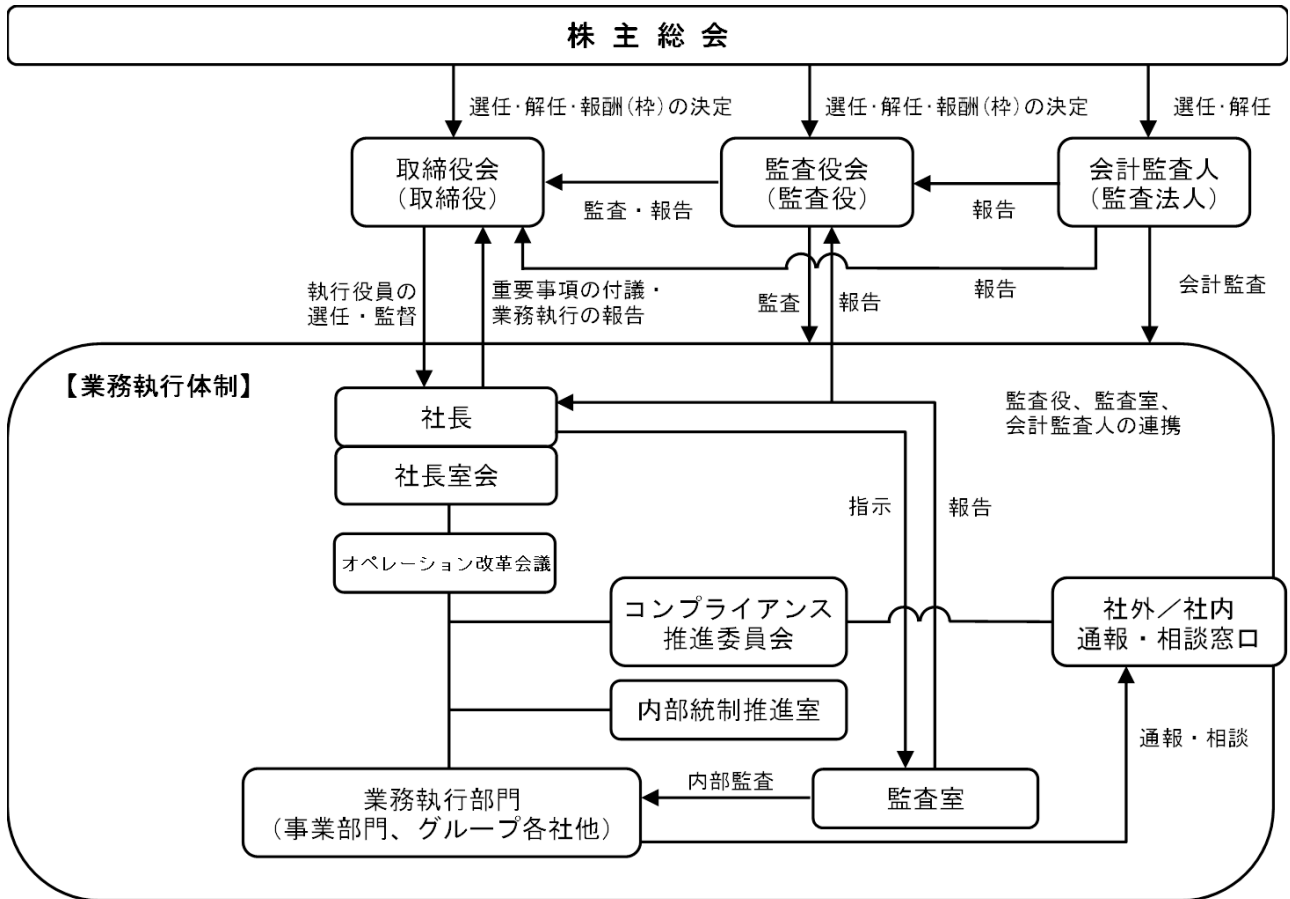 株主総会
選任・解任・報酬(枠)の決定
選任・解任・報酬(枠)の決定
選任・解任
取締役会
(取締役)
監査役会
(監査役)
会計監査人
(監査法人)
監査・報告
報告
執行役員の
選任・監督
重要事項の付議・
業務執行の報告
監査
報告
報告
会計監査
【業務執行体制】
社長
監査役、監査室、
会計監査人の連携
社長室会
指示
報告
オペレーション改革会議
コンプライアンス
推進委員会
社外／社内
通報・相談窓口
内部統制推進室
通報・相談
業務執行部門
(事業部門、グループ各社他)
内部監査
監査室